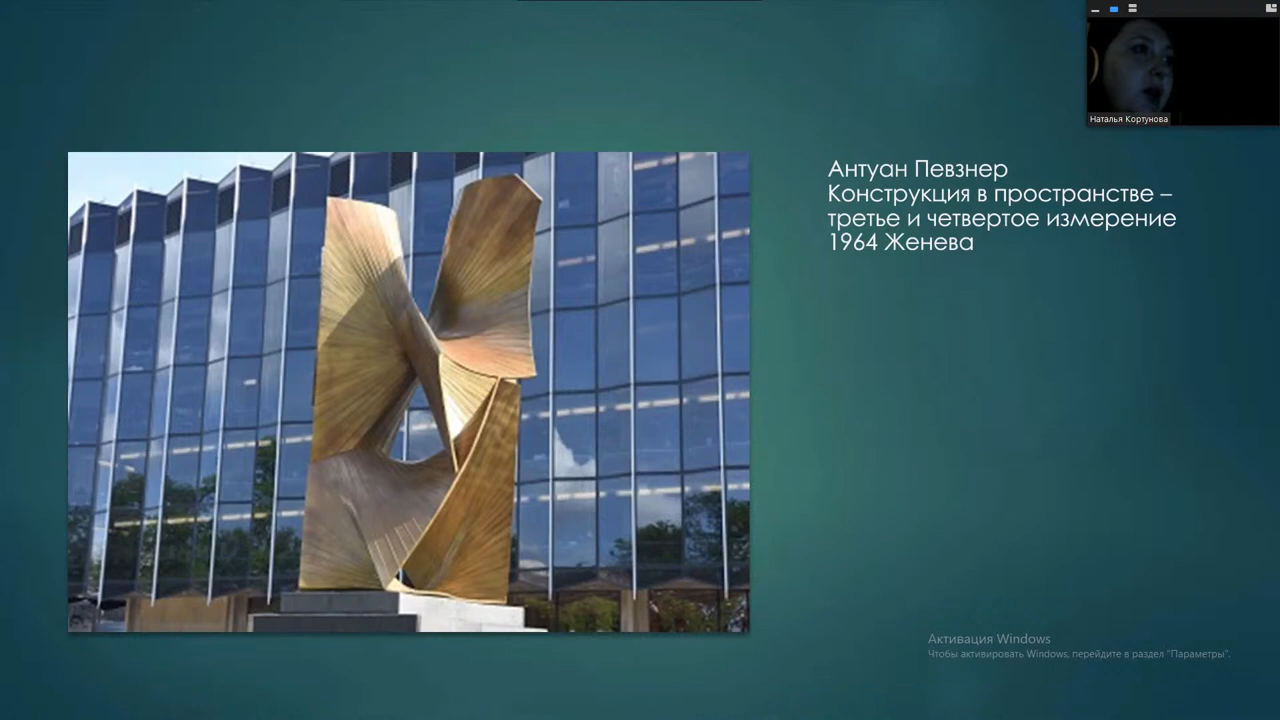 Наталья Кортунова
Антуан Певзнер
Конструкция в пространстве –
третье и четвертое измерение
1964 Женева
Активация Windows
Чтобы активировать Windows, перейдите в раздел "Параметры".